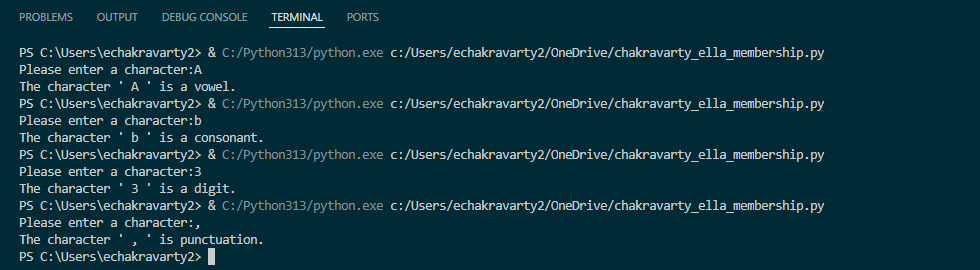 PROBLEMS OUTPUT DEBUG CONSOLE TERMINAL PORTS
PS C:\Users\echakravarty2> & C:/Python313/python.exe c:/Users/echakravarty2/OneDrive/chakravarty_ella_membership.py
Please enter a character:A
The character ' A ' is a vowel.
PS C:\Users\echakravarty2> & C:/Python313/python.exe c:/Users/echakravarty2/OneDrive/chakravarty_ella_membership.py
Please enter a character:b
The character ' b ' is a consonant.
PS C:\Users\echakravarty2> & C:/Python313/python.exe c:/Users/echakravarty2/OneDrive/chakravarty_ella_membership.py
Please enter a character:3
The character ' 3 ' is a digit.
PS C:\Users\echakravarty2> & C:/Python313/python.exe c:/Users/echakravarty2/OneDrive/chakravarty_ella_membership.py
Please enter a character:,
The character ' , ' is punctuation.
PS C:\Users\echakravarty2>